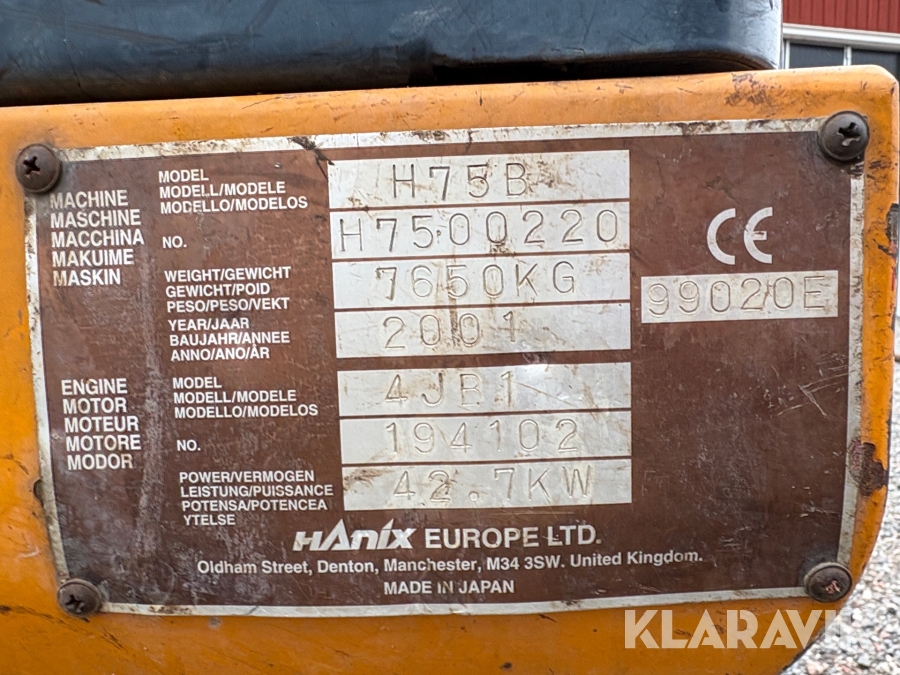 MACHINE
MASCHINE
MACCHINA
MAKUIME
MASKIN
MODEL
MODELL/MODELE
MODELLO/MODELOS
H75B
NO.
H7500220
WEIGHT/GEWICHT
GEWICHT/POID
PESO/PESO/VEKT
7650KG
YEAR/JAAR
BAUJAHR/ANNEE
ANNO/ANO/ÅR
2001
CE
99020E
ENGINE
MOTOR
MOTEUR
MOTORE
MODOR
MODEL
MODELL/MODELE
MODELLO/MODELOS
4JB1
NO.
194102
POWER/VERMOGEN
LEISTUNG/PUISSANCE
POTENSA/POTENCEA
YTELSE
42.7KW
HANIX EUROPE LTD.
Oldham Street, Denton, Manchester, M34 3SW. United Kingdom.
MADE IN JAPAN
KLARAVIK